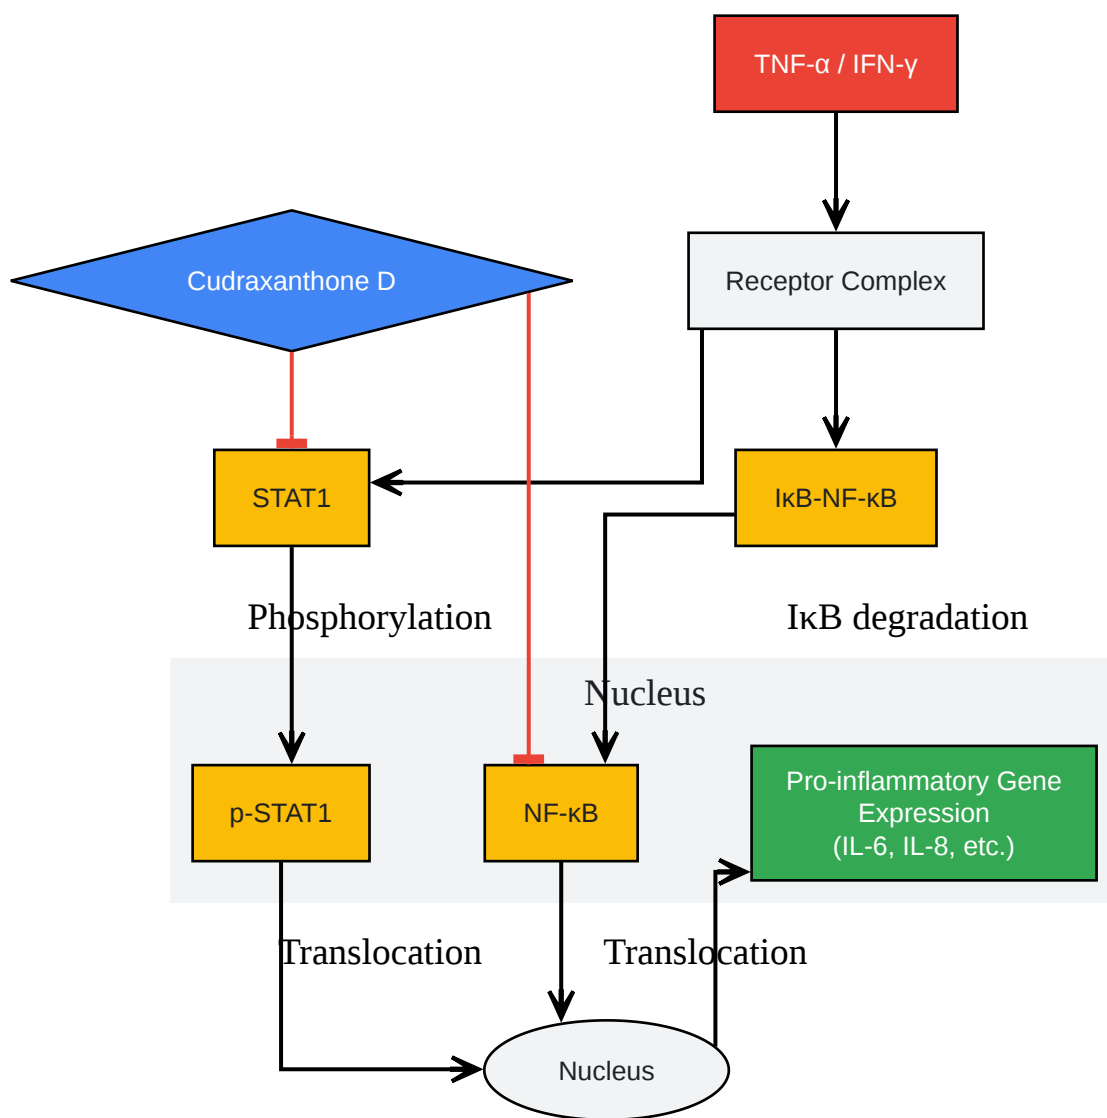 TNF-α / IFN-γ
Cudraxanthone D
Receptor Complex
STAT1
IκB-NF-κB
Phosphorylation
IκB degradation
Nucleus
p-STAT1
NF-κB
Pro-inflammatory Gene
Expression
(IL-6, IL-8, etc.)
Translocation
Translocation
Nucleus